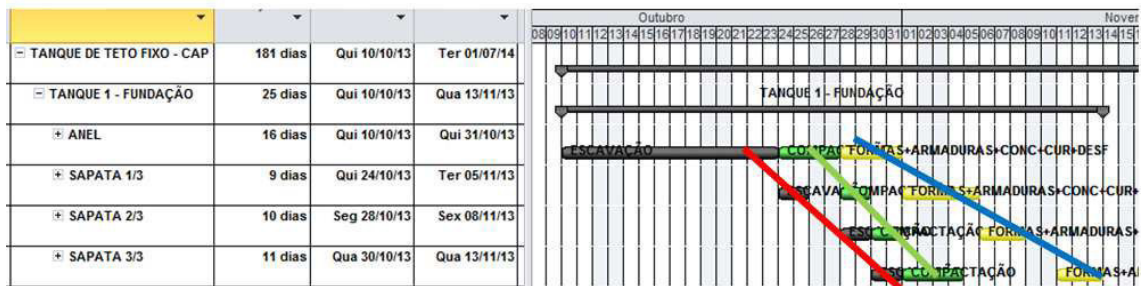 Outubro
Nover
08 09 10 11 12 13 14 15 16 17 18 19 20 21 22 23 24 25 26 27 28 29 30 31 01 02 03 04 05 06 07 08 09 10 11 12 13 14 15
TANQUE DE TETO FIXO - CAP 181 dias Qui 10/10/13 Ter 01/07/14
TANQUE 1 - FUNDAÇÃO 25 dias Qui 10/10/13 Qua 13/11/13 TANQUE 1 - FUNDAÇÃO
ANEL 16 dias Qui 10/10/13 Qui 31/10/13 ESCAVAÇÃO COMPAC FORMAS+ARMADURAS+CONC+CUR+DESF
SAPATA 1/3 9 dias Qui 24/10/13 Ter 05/11/13 ESCAVA COMPAC FORMAS+ARMADURAS+CONC+CUR+
SAPATA 2/3 10 dias Seg 28/10/13 Sex 08/11/13 ESC COMPACTAÇÃO FORMAS+ARMADURAS+
SAPATA 3/3 11 dias Qua 30/10/13 Qua 13/11/13 ESC COMPACTAÇÃO FORMAS+A